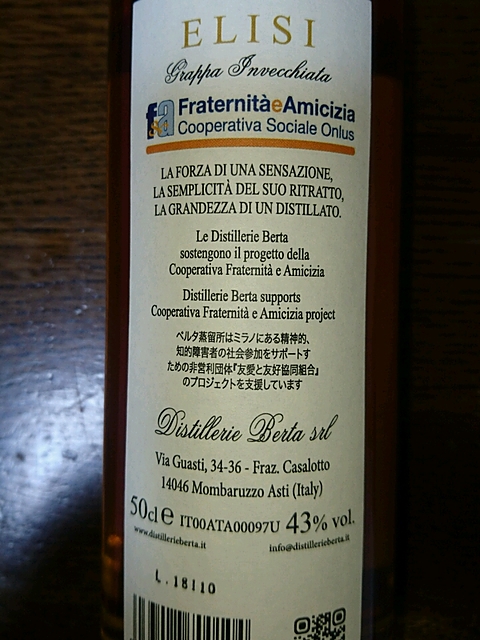 ELISI
Grappa Invecchiata
fa FraternitàeAmicizia
Cooperativa Sociale Onlus
LA FORZA DI UNA SENSAZIONE,
LA SEMPLICITÀ DEL SUO RITRATTO,
LA GRANDEZZA DI UN DISTILLATO.
Le Distillerie Berta
sostengono il progetto della
Cooperativa Fraternità e Amicizia
Distillerie Berta supports
Cooperativa Fraternità e Amicizia project
ベルタ蒸留所はミラノにある精神的、
知的障害者の社会参加をサポートす
るための非営利団体『友愛と友好協同組合』
のプロジェクトを支援しています
Distillerie Berta srl
Via Guasti, 34-36 - Fraz. Casalotto
14046 Mombaruzzo Asti (Italy)
50cl e IT00ATA00097U 43% vol.
www.distillerieberta.it info@distillerieberta.it
L.18110